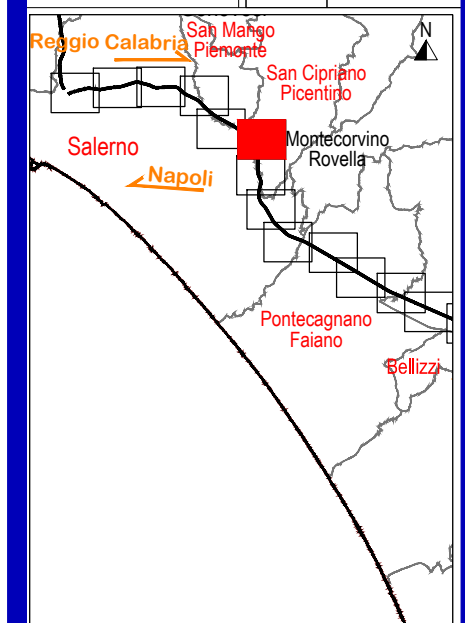 San Mango
Piemonte
Reggio Calabria
N
San Cipriano
Picentino
Montecorvino
Rovella
Salerno
Napoli
Pontecagnano
Faiano
Bellizzi